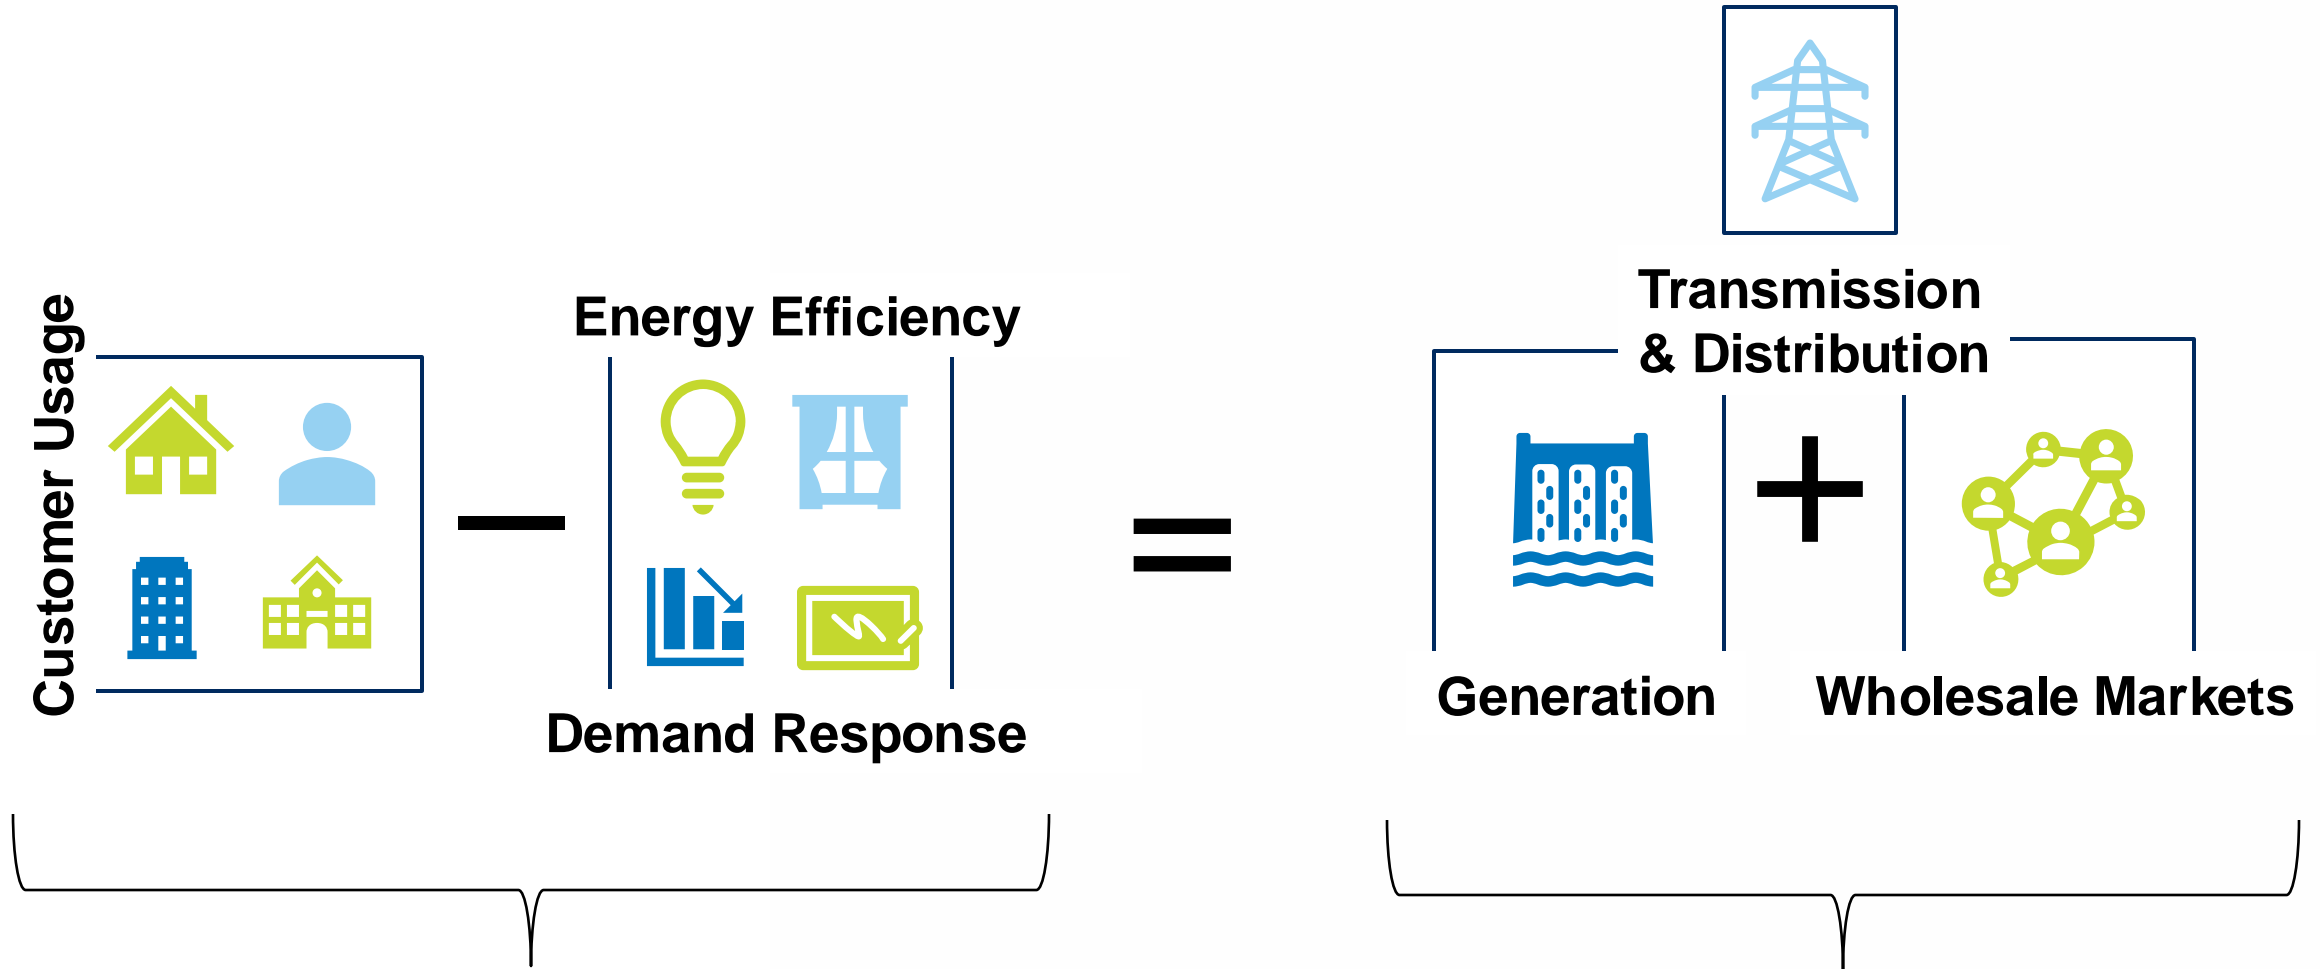 Customer Usage
Energy Efficiency
Demand Response
=
Transmission
& Distribution
Generation
+
Wholesale Markets